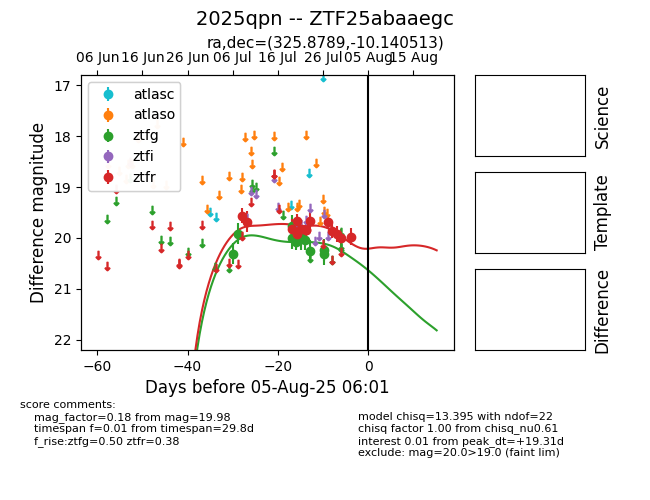 2025qpn -- ZTF25abaaegc
ra,dec=(325.8789,-10.140513)
06 Jun 16 Jun 26 Jun 06 Jul 16 Jul 26 Jul 05 Aug 15 Aug
17
18
19
20
21
22
Difference magnitude
atlasc
atlaso
ztfg
ztfi
ztfr
−60 −40 −20 0
Days before 05-Aug-25 06:01
Science
Template
Difference
score comments:
mag_factor=0.18 from mag=19.98
timespan f=0.01 from timespan=29.8d
f_rise:ztfg=0.50 ztfr=0.38
model chisq=13.395 with ndof=22
chisq factor 1.00 from chisq_nu0.61
interest 0.01 from peak_dt=+19.31d
exclude: mag=20.0>19.0 (faint lim)